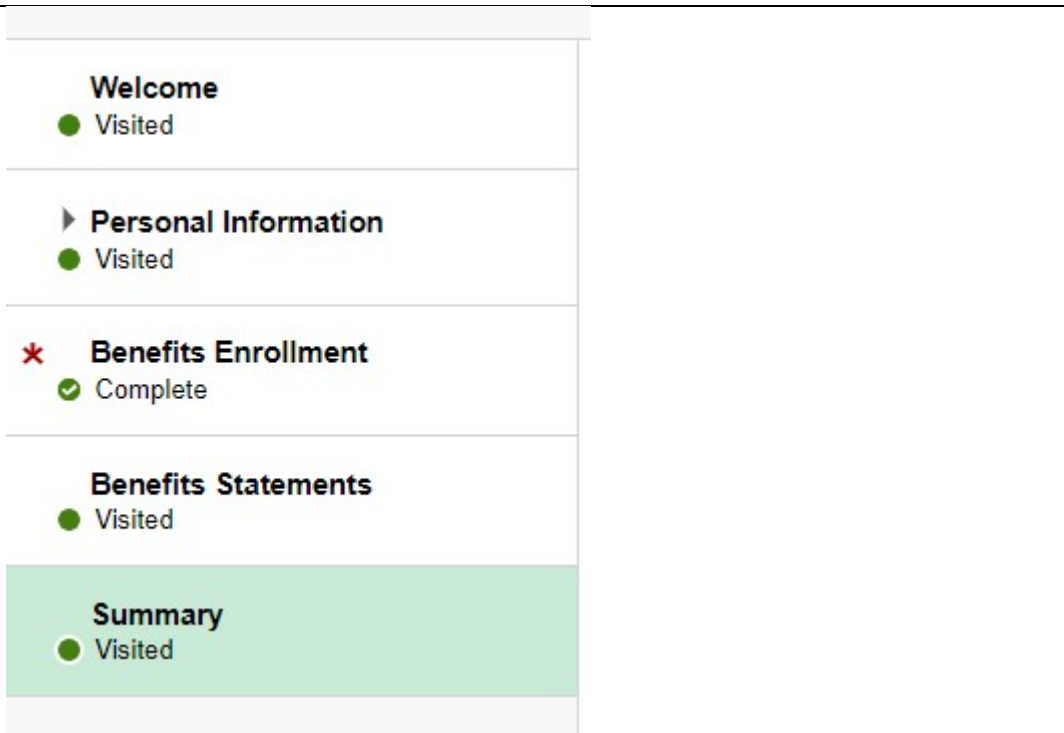 Welcome
Visited
Personal Information
Visited
* Benefits Enrollment
Complete
Benefits Statements
Visited
Summary
Visited